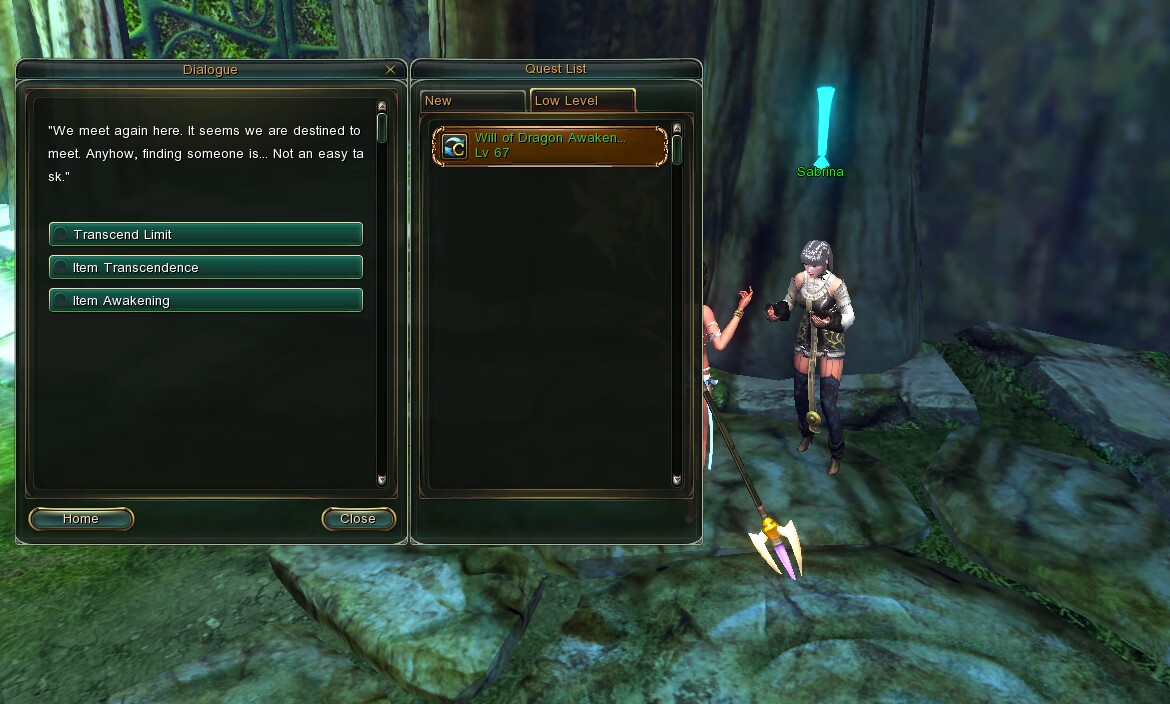 Dialogue
"We meet again here. It seems we are destined to
meet. Anyhow, finding someone is... Not an easy ta
sk."
Transcend Limit
Item Transcendence
Item Awakening
Home
Close
Quest List
New
Low Level
Will of Dragon Awaken...
Lv 67
Sabrina